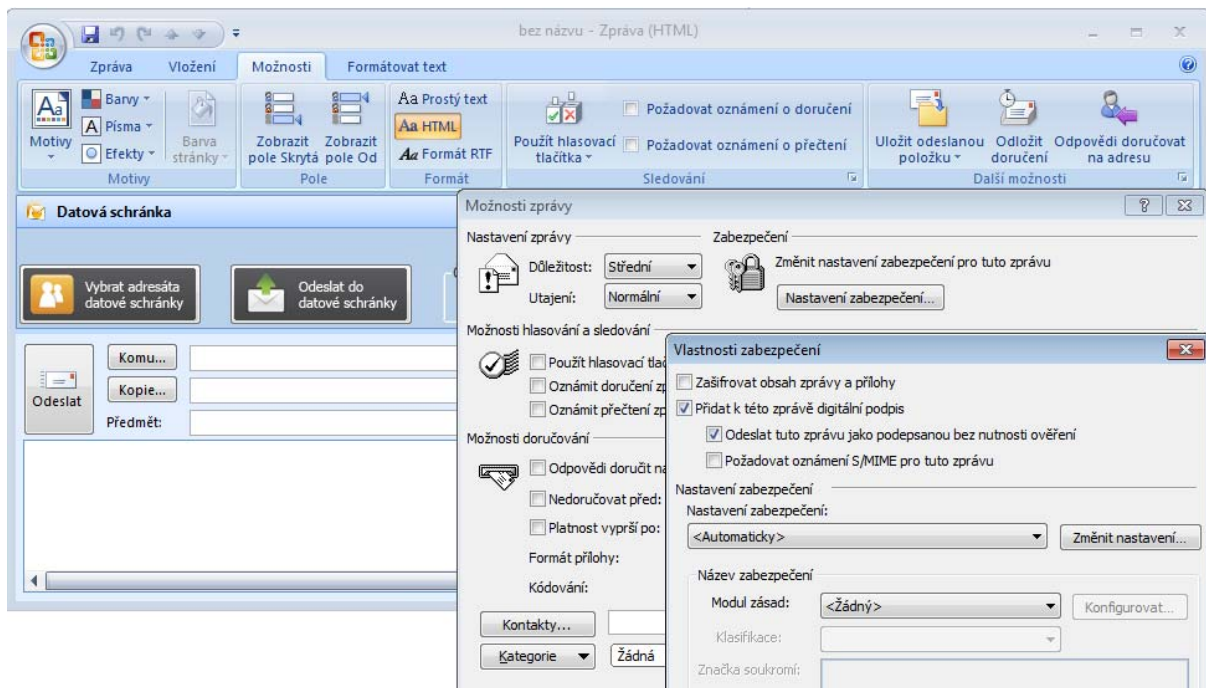 bez názvu - Zpráva (HTML)
Zpráva Vložení Možnosti Formátovat text
Aa Motivy
Barvy
A Písma
Efekty
Barva stránky
Motivy
Zobrazit pole Skrytá
Zobrazit pole Od
Pole
Aa Prostý text
Aa HTML
Aa Formát RTF
Formát
Použít hlasovací tlačítka
Požadovat oznámení o doručení
Požadovat oznámení o přečtení
Sledování
Uložit odeslanou položku
Odložit doručení
Odpovědi doručovat na adresu
Další možnosti
Datová schránka
Vybrat adresáta
datové schránky
Odeslat do
datové schránky
Odeslat
Komu...
Kopie...
Předmět:
Možnosti zprávy
Nastavení zprávy
Důležitost: Střední
Utajení: Normální
Zabezpečení
Změnit nastavení zabezpečení pro tuto zprávu
Nastavení zabezpečení...
Možnosti hlasování a sledování
Použít hlasovací
Oznámit doručení
Oznámit přečtení
Možnosti doručování
Odpovědi doručit
Nedoručovat před:
Platnost vyprší po:
Formát přílohy:
Kódování:
Kontakty...
Kategorie Žádná
Vlastnosti zabezpečení
Zašifrovat obsah zprávy a přílohy
Přidat k této zprávě digitální podpis
Odeslat tuto zprávu jako podepsanou bez nutnosti ověření
Požadovat oznámení S/MIME pro tuto zprávu
Nastavení zabezpečení
Nastavení zabezpečení:
<Automaticky> Změnit nastavení...
Název zabezpečení
Modul zásad: <Žádný> Konfigurovat...
Klasifikace:
Značka soukromí: